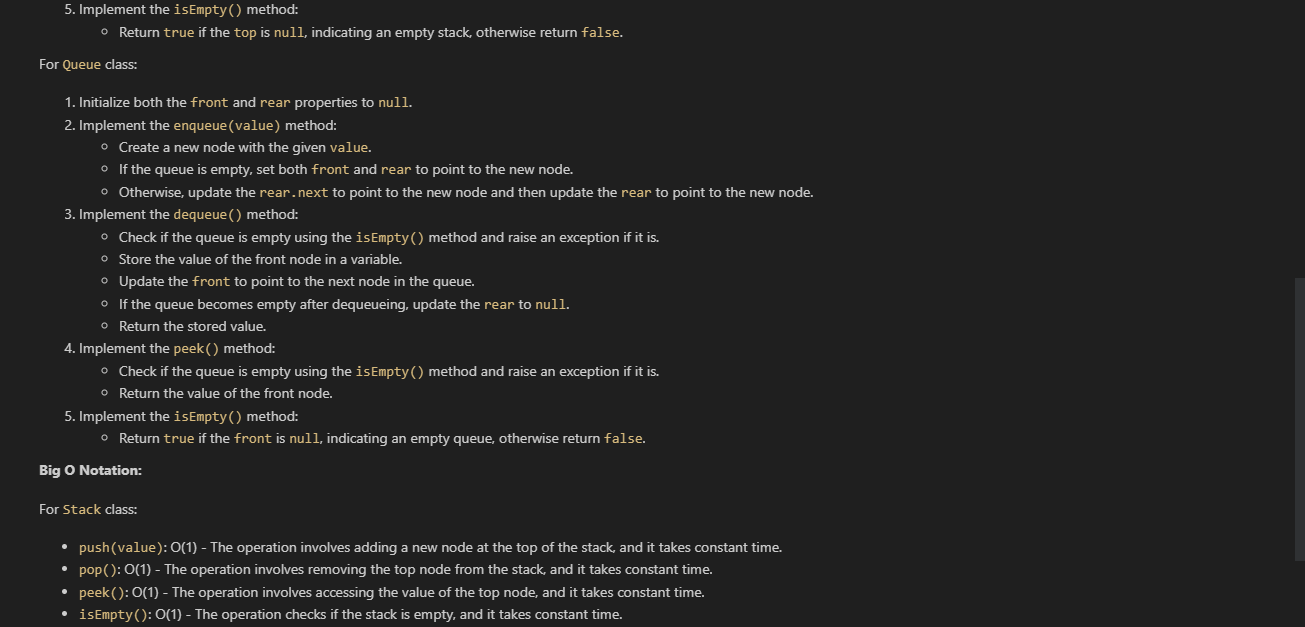 5. Implement the isEmpty() method:
◦ Return true if the top is null, indicating an empty stack, otherwise return false.
For Queue class:
1. Initialize both the front and rear properties to null.
2. Implement the enqueue(value) method:
◦ Create a new node with the given value.
◦ If the queue is empty, set both front and rear to point to the new node.
◦ Otherwise, update the rear.next to point to the new node and then update the rear to point to the new node.
3. Implement the dequeue() method:
◦ Check if the queue is empty using the isEmpty() method and raise an exception if it is.
◦ Store the value of the front node in a variable.
◦ Update the front to point to the next node in the queue.
◦ If the queue becomes empty after dequeueing, update the rear to null.
◦ Return the stored value.
4. Implement the peek() method:
◦ Check if the queue is empty using the isEmpty() method and raise an exception if it is.
◦ Return the value of the front node.
5. Implement the isEmpty() method:
◦ Return true if the front is null, indicating an empty queue, otherwise return false.
Big O Notation:
For Stack class:
• push(value): O(1) - The operation involves adding a new node at the top of the stack, and it takes constant time.
• pop(): O(1) - The operation involves removing the top node from the stack, and it takes constant time.
• peek(): O(1) - The operation involves accessing the value of the top node, and it takes constant time.
• isEmpty(): O(1) - The operation checks if the stack is empty, and it takes constant time.